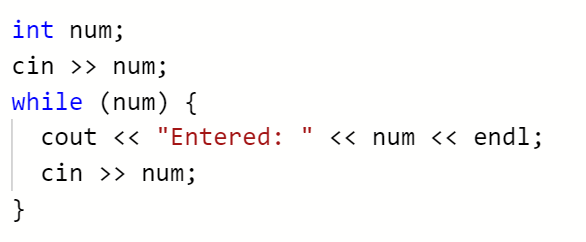 int num;
cin >> num;
while (num) {
cout << "Entered: " << num << endl;
cin >> num;
}